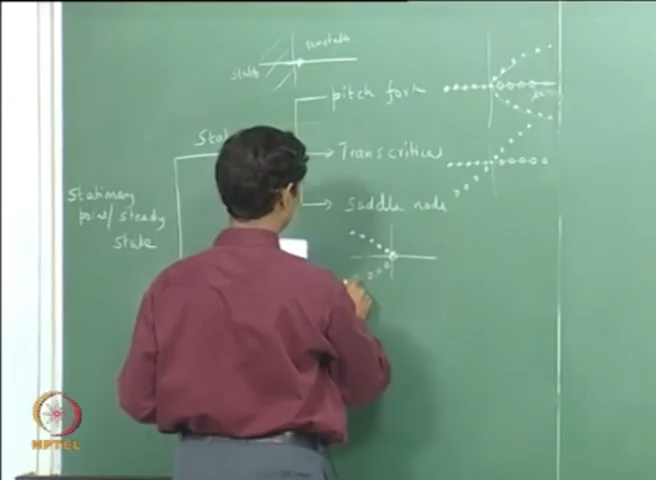 unstable
stable
pitch fork
Transcritical
Stationary
point/steady
state
Saddle node
NPTEL